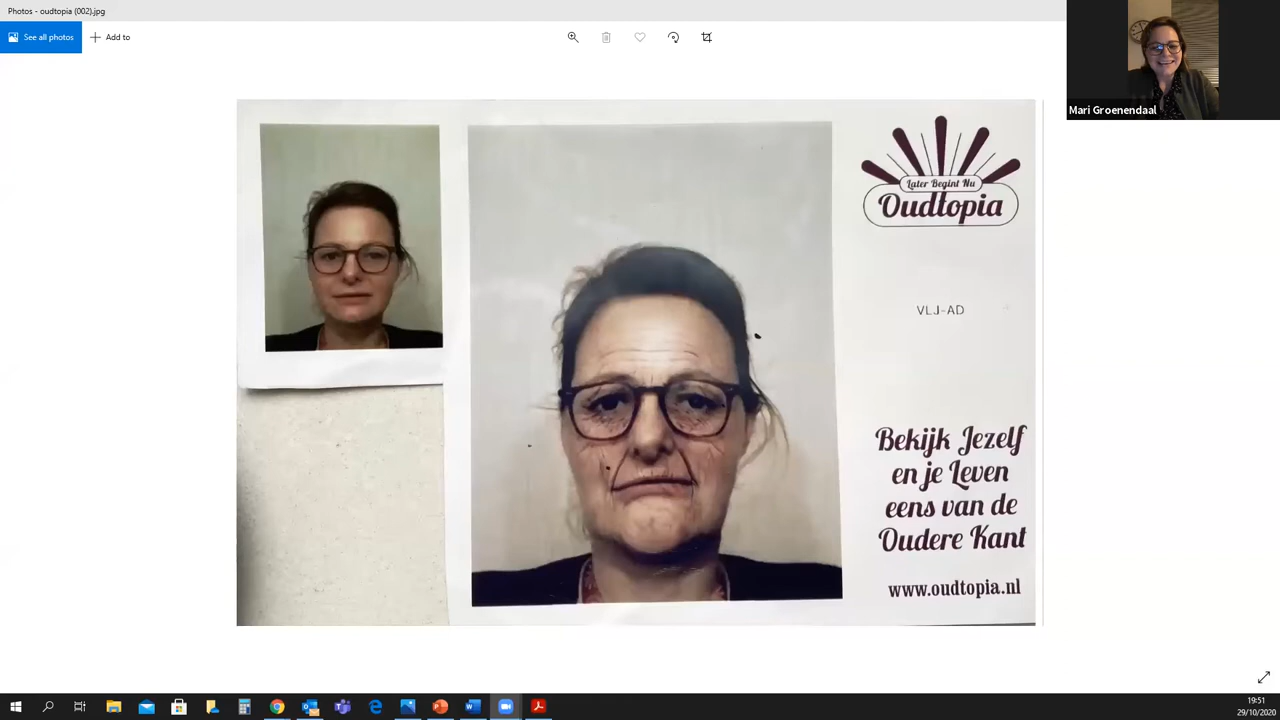 Photos - oudtopia (002).jpg
See all photos
Add to
Mari Groenendaal
Later Begint Nu
Oudtopia
VLJ-AD
Bekijk Jezelf
en je Leven
eens van de
Oudere Kant
www.oudtopia.nl
19:51
29/10/2020